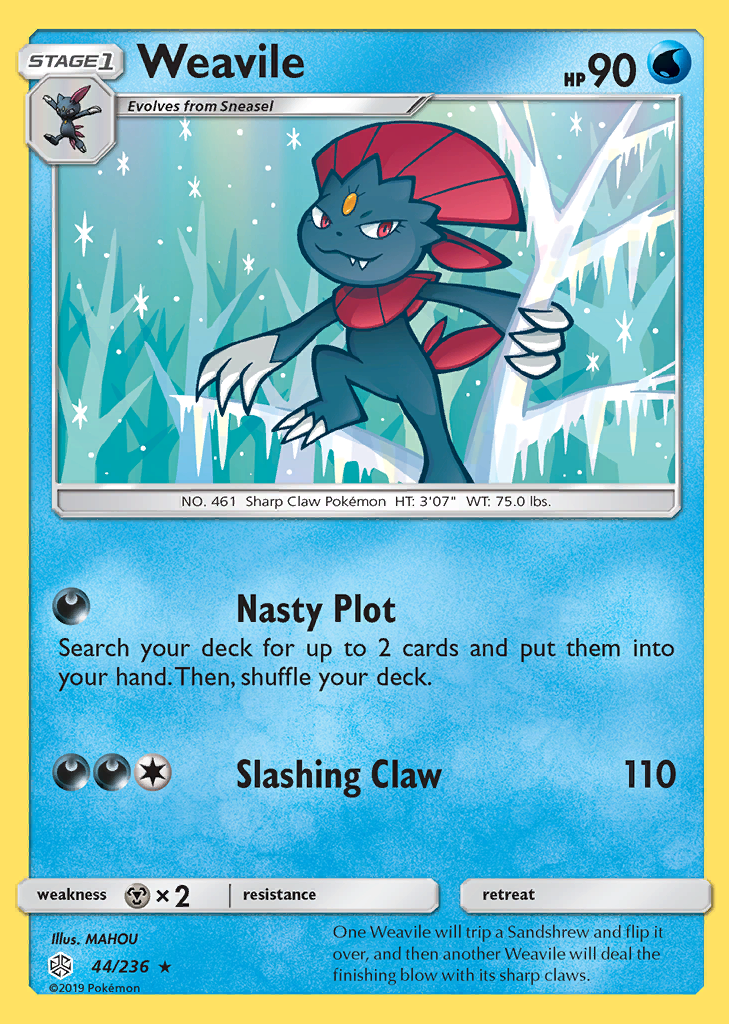 STAGE1
Weavile
HP90
Evolves from Sneasel
NO. 461 Sharp Claw Pokémon HT: 3'07" WT: 75.0 lbs.
Nasty Plot
Search your deck for up to 2 cards and put them into
your hand. Then, shuffle your deck.
Slashing Claw 110
weakness ×2 resistance retreat
Illus. MAHOU
44/236 ★
©2019 Pokémon
One Weavile will trip a Sandshrew and flip it
over, and then another Weavile will deal the
finishing blow with its sharp claws.